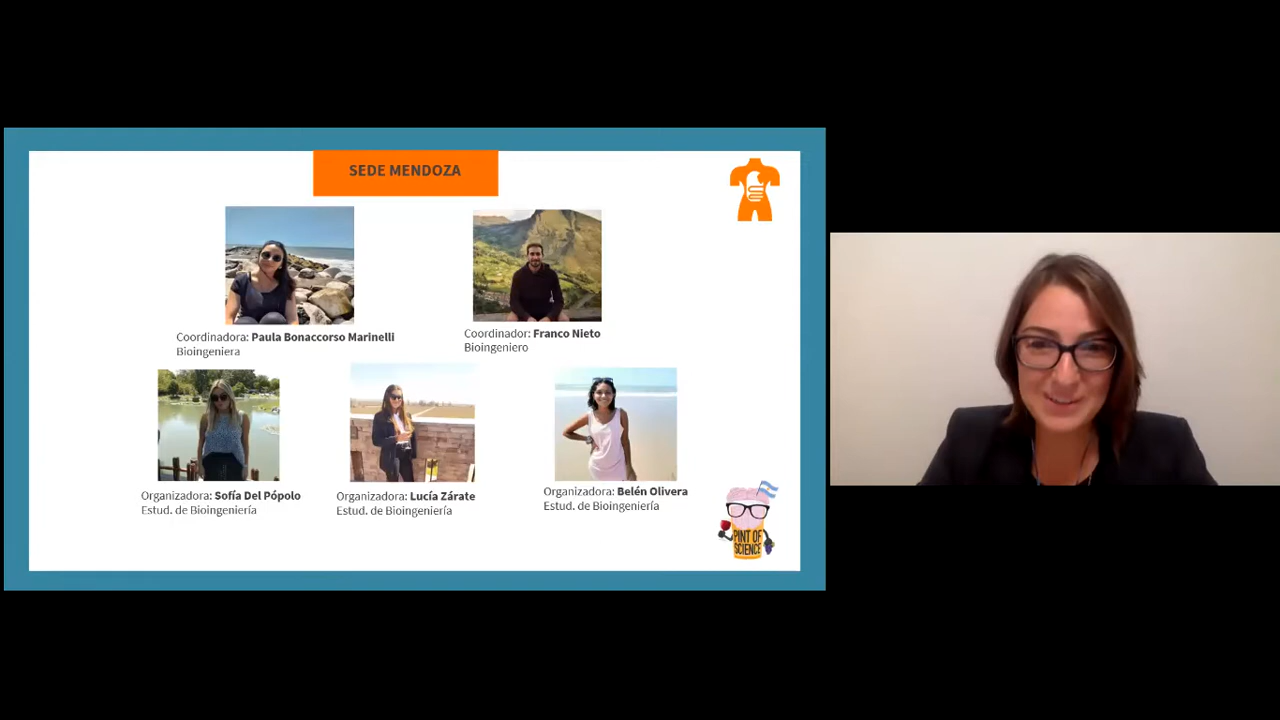 SEDE MENDOZA
Coordinadora: Paula Bonaccorso Marinelli
Bioingeniera
Coordinador: Franco Nieto
Bioingeniero
Organizadora: Sofía Del Pópolo
Estud. de Bioingeniería
Organizadora: Lucía Zárate
Estud. de Bioingeniería
Organizadora: Belén Olivera
Estud. de Bioingeniería
PINT OF
SCIENCE